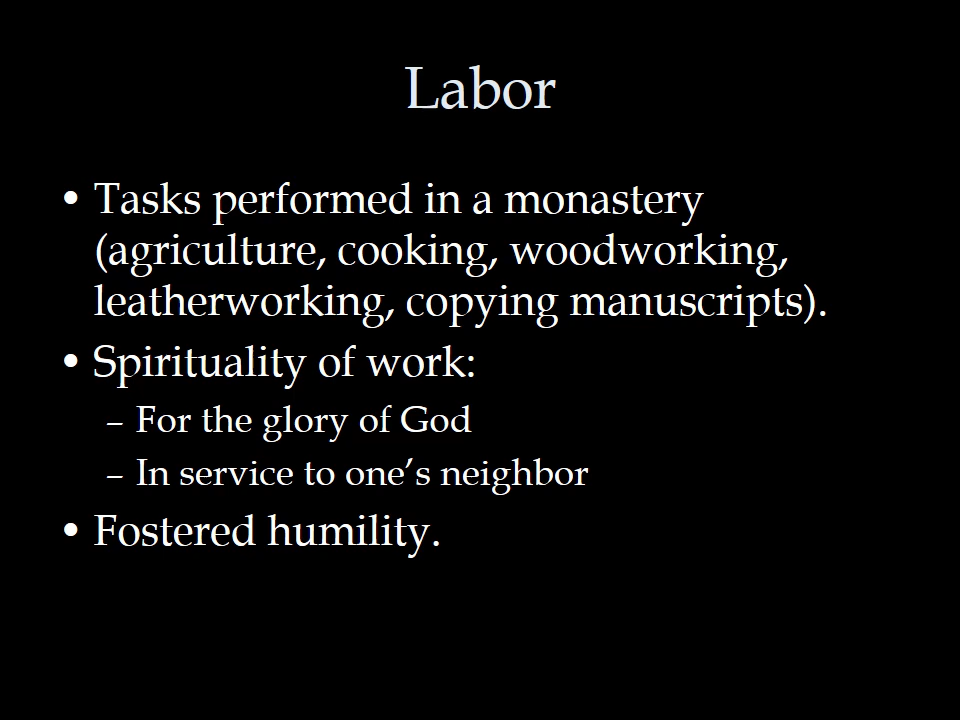 Labor
• Tasks performed in a monastery
(agriculture, cooking, woodworking,
leatherworking, copying manuscripts).
• Spirituality of work:
– For the glory of God
– In service to one’s neighbor
• Fostered humility.